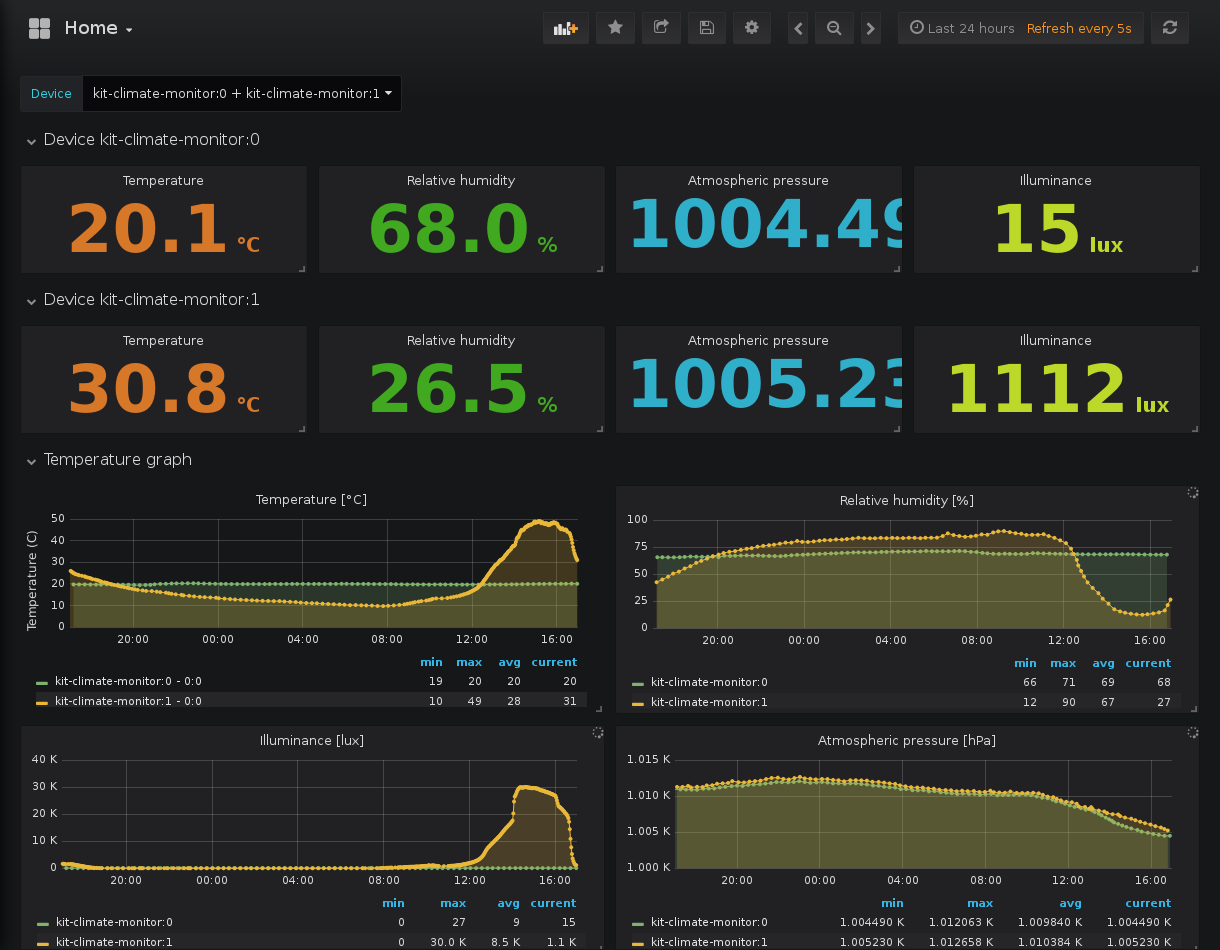 Home
Last 24 hours Refresh every 5s
Device kit-climate-monitor:0 + kit-climate-monitor:1
Device kit-climate-monitor:0
Temperature Relative humidity Atmospheric pressure Illuminance
20.1 °C 68.0 % 1004.49 15 lux
Device kit-climate-monitor:1
Temperature Relative humidity Atmospheric pressure Illuminance
30.8 °C 26.5 % 1005.23 1112 lux
Temperature graph
Temperature [°C]
Temperature (C)
50
40
30
20
10
0
20:00 00:00 04:00 08:00 12:00 16:00
min max avg current
kit-climate-monitor:0 - 0:0 19 20 20 20
kit-climate-monitor:1 - 0:0 10 49 28 31
Relative humidity [%]
100
75
50
25
0
20:00 00:00 04:00 08:00 12:00 16:00
min max avg current
kit-climate-monitor:0 66 71 69 68
kit-climate-monitor:1 12 90 67 27
Illuminance [lux]
40 K
30 K
20 K
10 K
0
20:00 00:00 04:00 08:00 12:00 16:00
min max avg current
kit-climate-monitor:0 0 27 9 15
kit-climate-monitor:1 0 30.0 K 8.5 K 1.1 K
Atmospheric pressure [hPa]
1.015 K
1.010 K
1.005 K
1.000 K
20:00 00:00 04:00 08:00 12:00 16:00
min max avg current
kit-climate-monitor:0 1.004490 K 1.012063 K 1.009840 K 1.004490 K
kit-climate-monitor:1 1.005230 K 1.012658 K 1.010384 K 1.005230 K